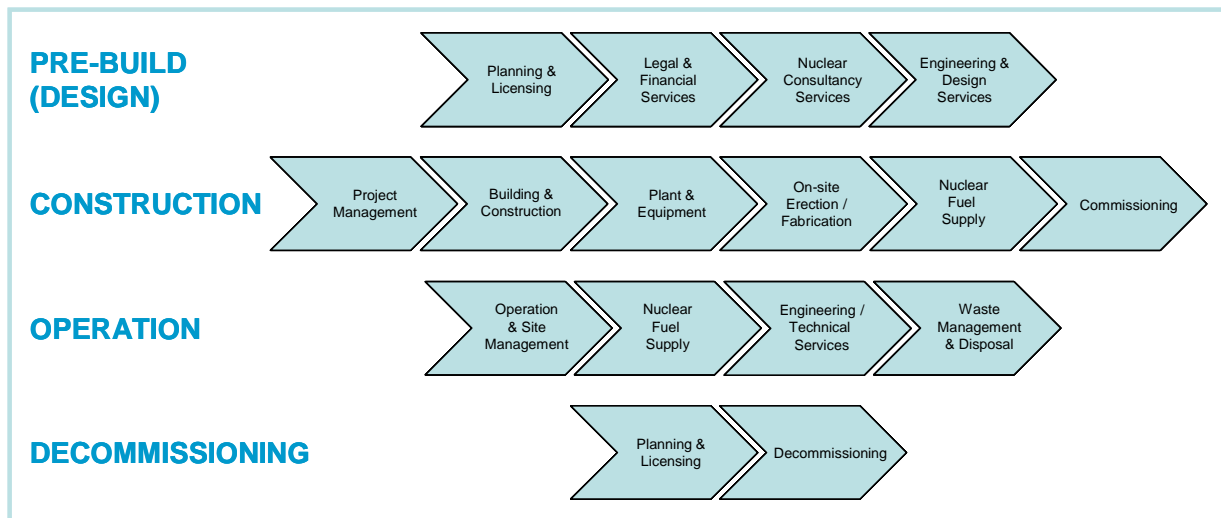 PRE-BUILD
(DESIGN)
Planning &
Licensing
Legal &
Financial
Services
Nuclear
Consultancy
Services
Engineering &
Design
Services
CONSTRUCTION
Project
Management
Building &
Construction
Plant &
Equipment
On-site
Erection /
Fabrication
Nuclear
Fuel
Supply
Commissioning
OPERATION
Operation
& Site
Management
Nuclear
Fuel
Supply
Engineering /
Technical
Services
Waste
Management
& Disposal
DECOMMISSIONING
Planning &
Licensing
Decommissioning